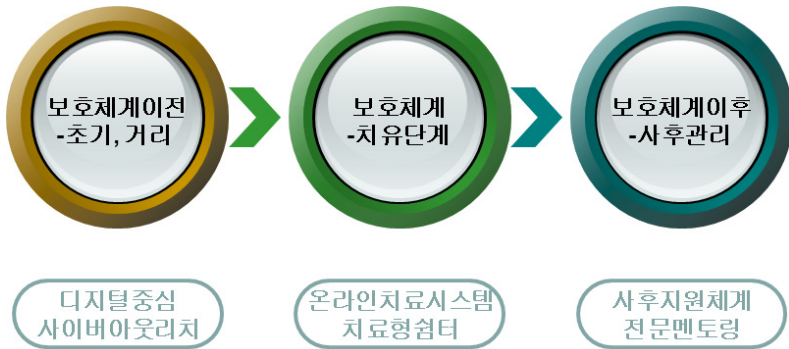 보호체계이전
-초기, 거리
보호체계
-치유단계
보호체계이후
-사후관리
디지털중심
사이버아웃리치
온라인치료시스템
치료형쉼터
사후지원체계
전문멘토링